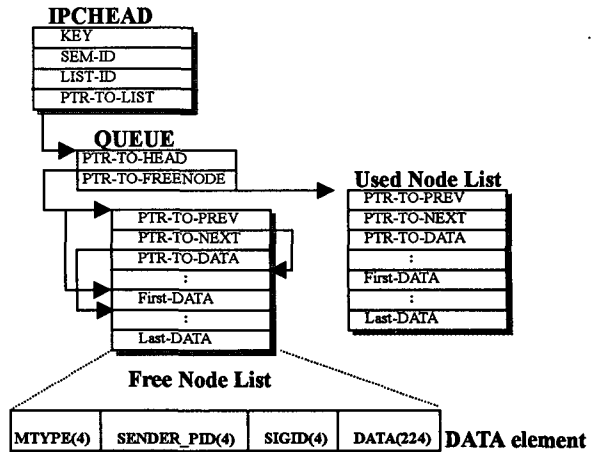 IPCHEAD
KEY
SEM-ID
LIST-ID
PTR-TO-LIST
QUEUE
PTR-TO-HEAD
PTR-TO-FREENODE
Used Node List
PTR-TO-PREV
PTR-TO-NEXT
PTR-TO-DATA
:
First-DATA
:
Last-DATA
PTR-TO-PREV
PTR-TO-NEXT
PTR-TO-DATA
:
First-DATA
:
Last-DATA
Free Node List
MTYPE(4) SENDER_PID(4) SIGID(4) DATA(224) DATA element